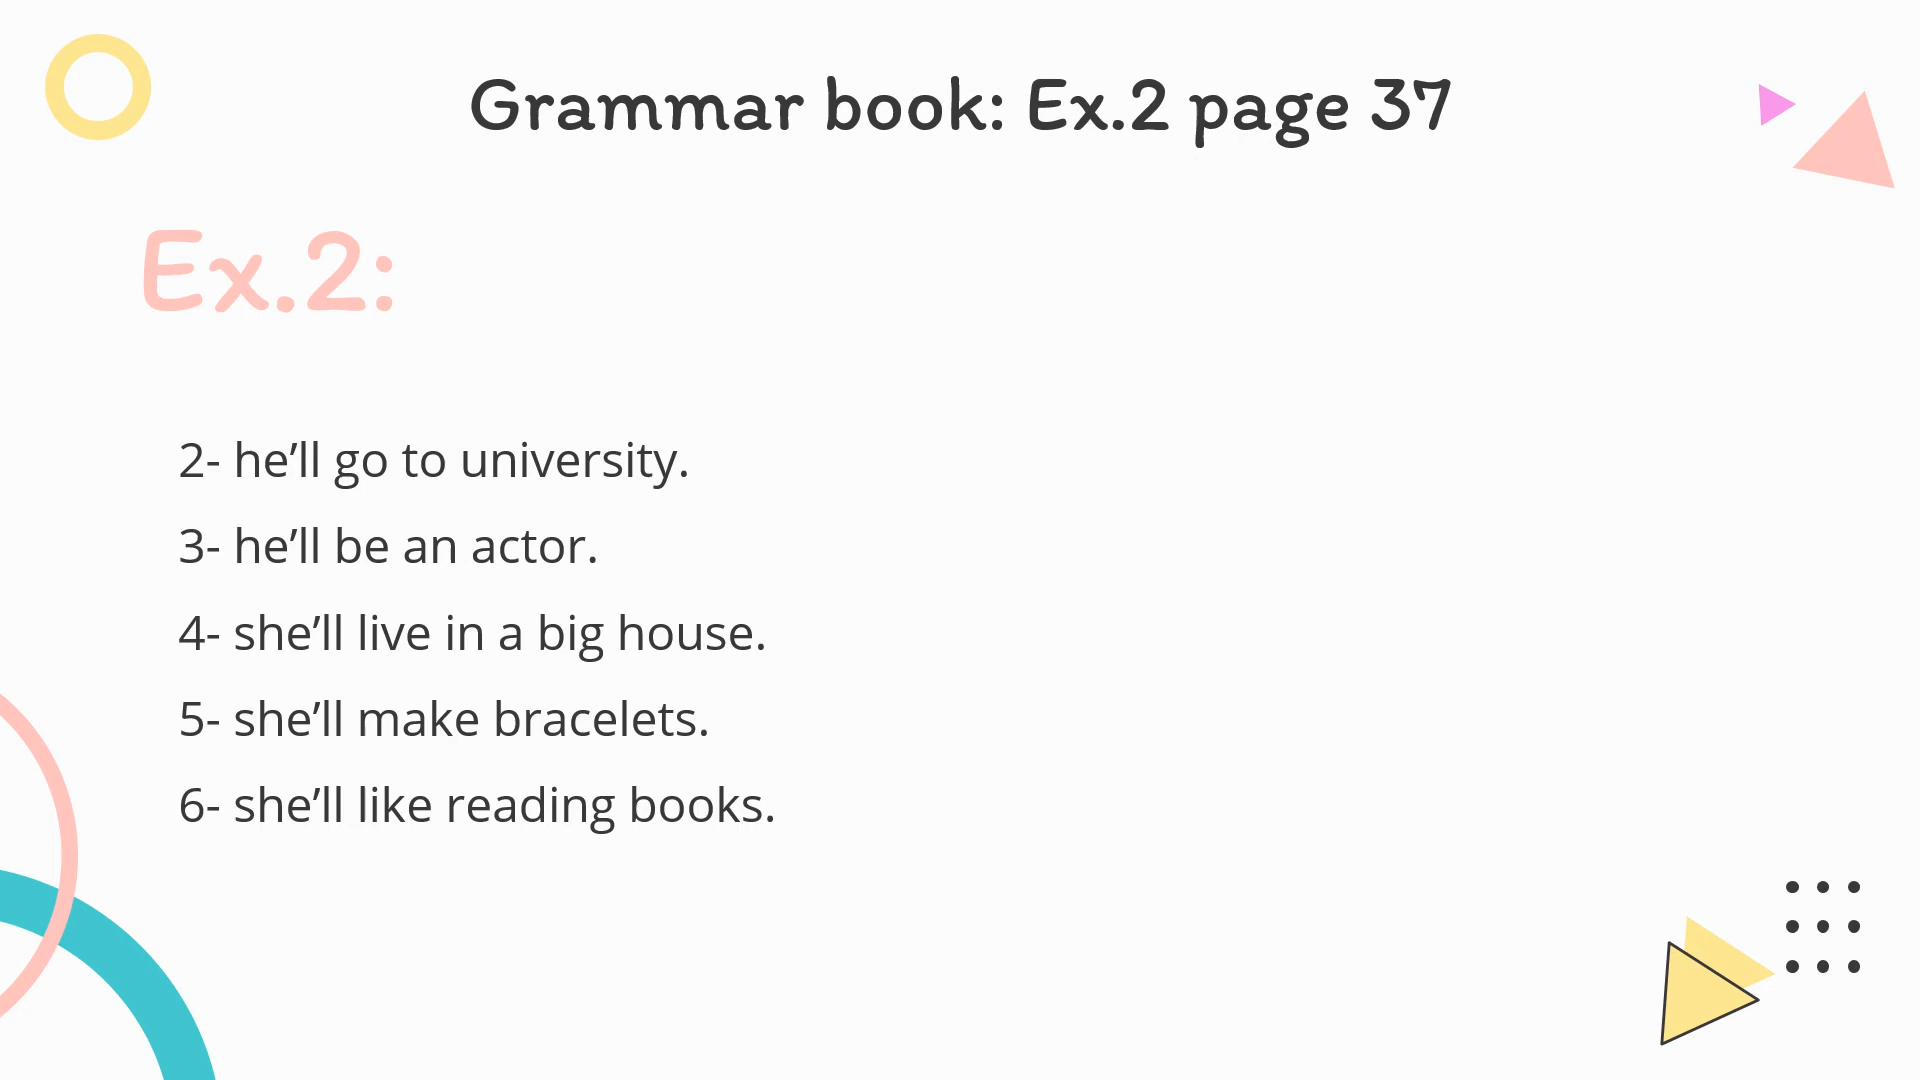 Grammar book: Ex.2 page 37
Ex.2:
2- he’ll go to university.
3- he’ll be an actor.
4- she’ll live in a big house.
5- she’ll make bracelets.
6- she’ll like reading books.